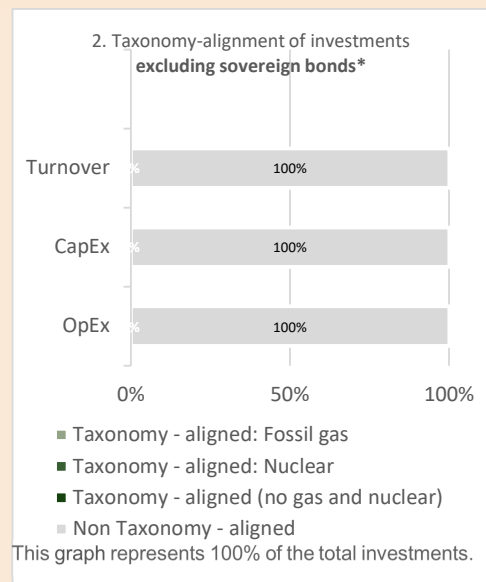 2. Taxonomy-alignment of investments
excluding sovereign bonds*
Turnover
%
100%
CapEx
%
100%
OpEx
%
100%
0% 50% 100%
Taxonomy - aligned: Fossil gas
Taxonomy - aligned: Nuclear
Taxonomy - aligned (no gas and nuclear)
Non Taxonomy - aligned
This graph represents 100% of the total investments.